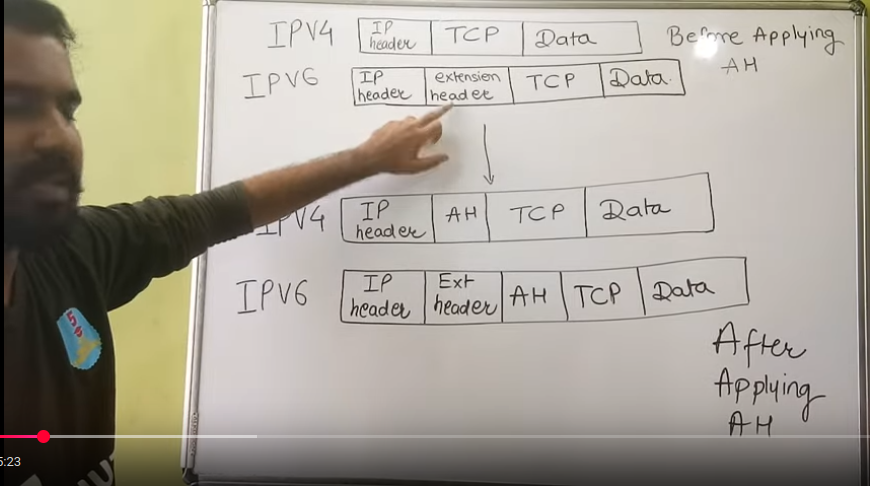 IPV4 IP header TCP Data Before Applying AH
IPV6 IP header extension header TCP Data
IPV4 IP header AH TCP Data
IPV6 IP header Ext header AH TCP Data
After
Applying
AH
5:23